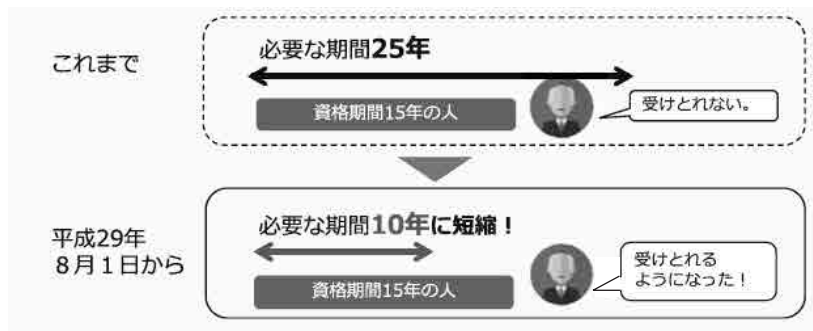 これまで
必要な期間25年
資格期間15年の人
受けとれない。
平成29年
８月１日から
必要な期間10年に短縮！
資格期間15年の人
受けとれる
ようになった！